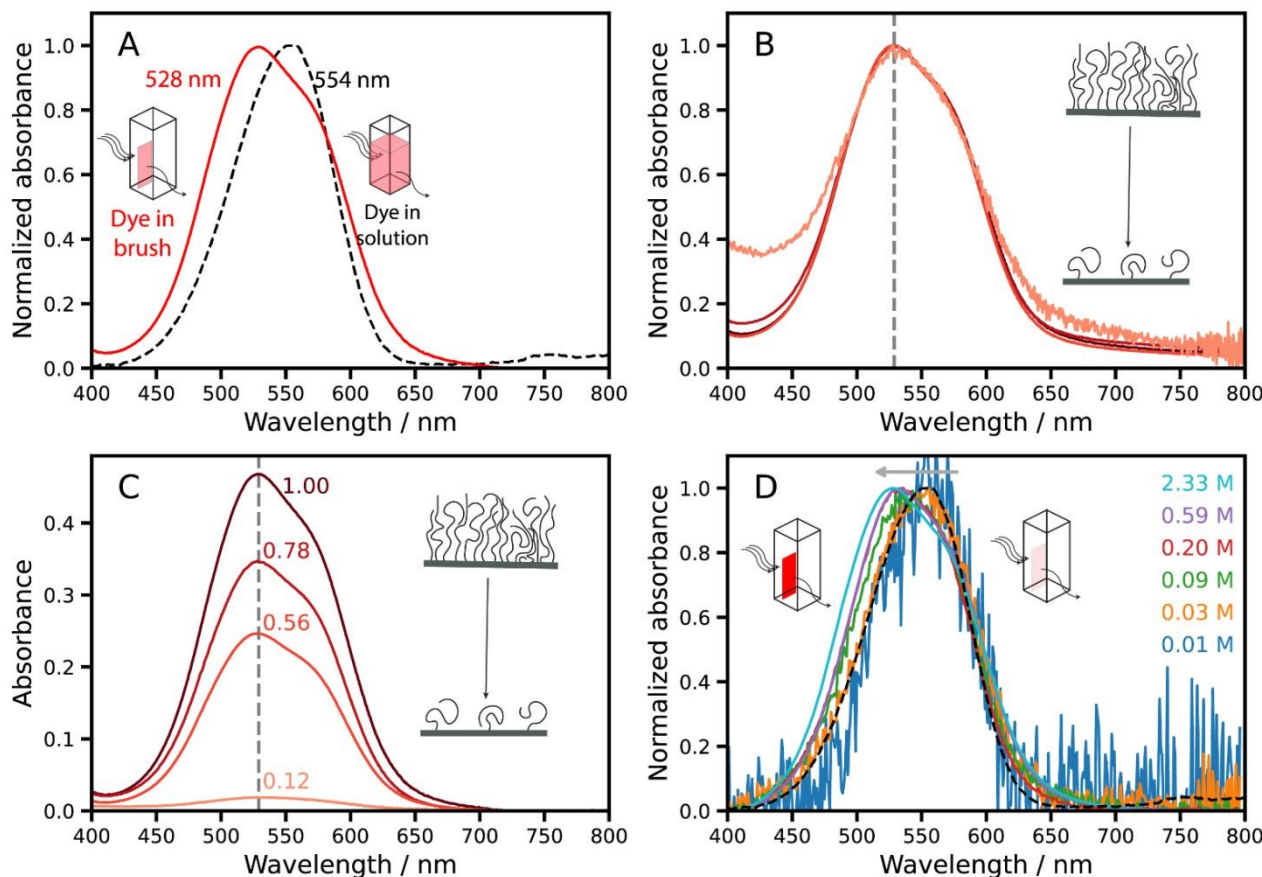 A
528 nm
554 nm
Dye in
brush
Dye in
solution
Normalized absorbance
1.0
0.8
0.6
0.4
0.2
0.0
400 450 500 550 600 650 700 750 800
Wavelength / nm
B
Normalized absorbance
1.0
0.8
0.6
0.4
0.2
0.0
400 450 500 550 600 650 700 750 800
Wavelength / nm
C
1.00
0.78
0.56
0.12
Absorbance
0.4
0.3
0.2
0.1
0.0
400 450 500 550 600 650 700 750 800
Wavelength / nm
D
2.33 M
0.59 M
0.20 M
0.09 M
0.03 M
0.01 M
Normalized absorbance
1.0
0.8
0.6
0.4
0.2
0.0
400 450 500 550 600 650 700 750 800
Wavelength / nm